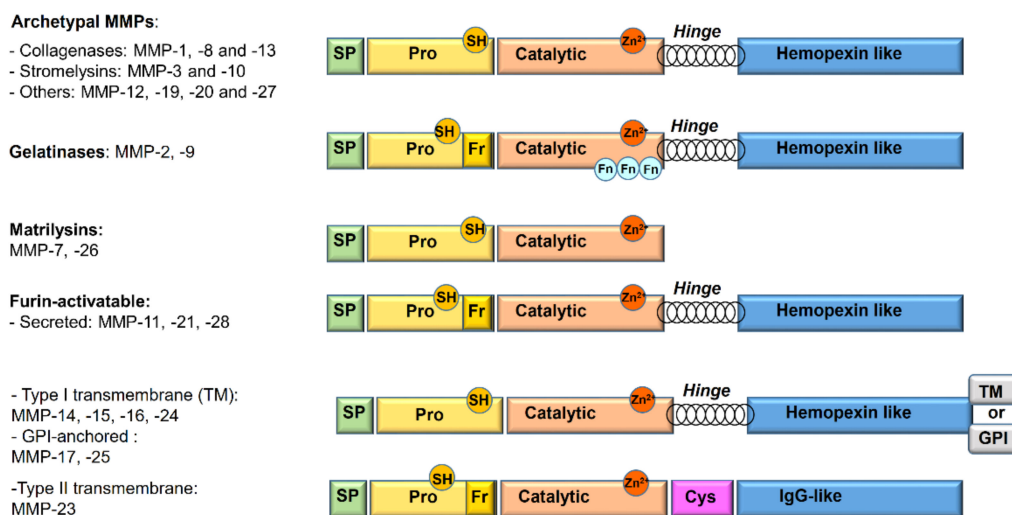 Archetypal MMPs:
- Collagenases: MMP-1, -8 and -13
- Stromelysins: MMP-3 and -10
- Others: MMP-12, -19, -20 and -27
SP Pro SH Catalytic Zn2+ Hinge Hemopexin like
Gelatinases: MMP-2, -9
SP Pro SH Fr Catalytic Zn2+ Fn Fn Fn Hinge Hemopexin like
Matrilysins:
MMP-7, -26
SP Pro SH Catalytic Zn2+
Furin-activatable:
- Secreted: MMP-11, -21, -28
SP Pro SH Fr Catalytic Zn2+ Hinge Hemopexin like
- Type I transmembrane (TM):
MMP-14, -15, -16, -24
- GPI-anchored :
MMP-17, -25
SP Pro SH Catalytic Zn2+ Hinge Hemopexin like TM or GPI
-Type II transmembrane:
MMP-23
SP Pro SH Fr Catalytic Zn2+ Cys IgG-like